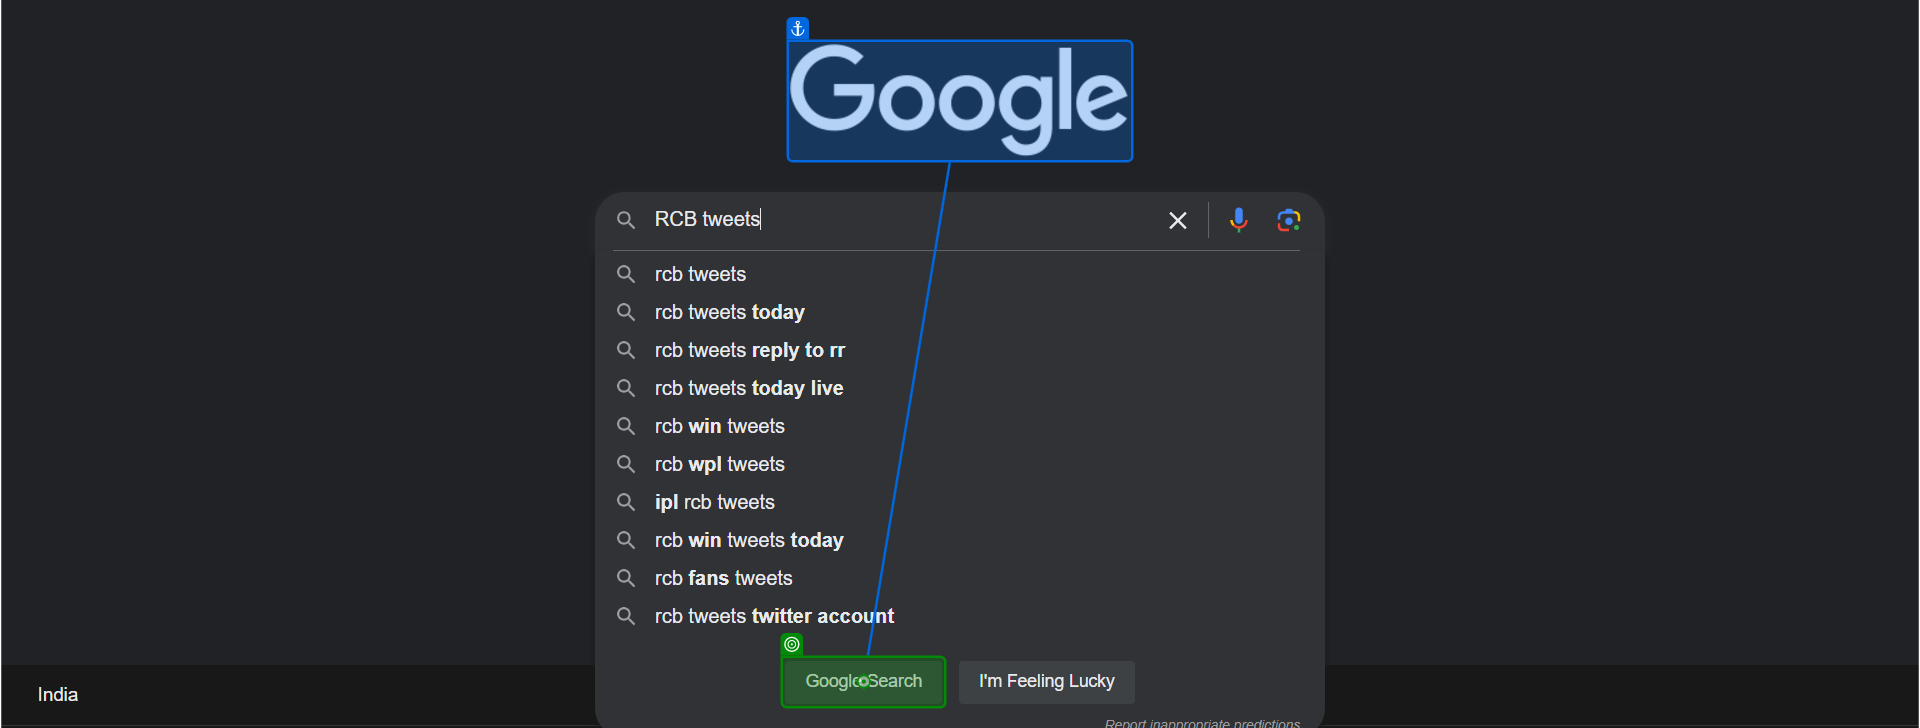 Google
RCB tweets
rcb tweets
rcb tweets today
rcb tweets reply to rr
rcb tweets today live
rcb win tweets
rcb wpl tweets
ipl rcb tweets
rcb win tweets today
rcb fans tweets
rcb tweets twitter account
Google Search
I'm Feeling Lucky
India
Report inappropriate predictions